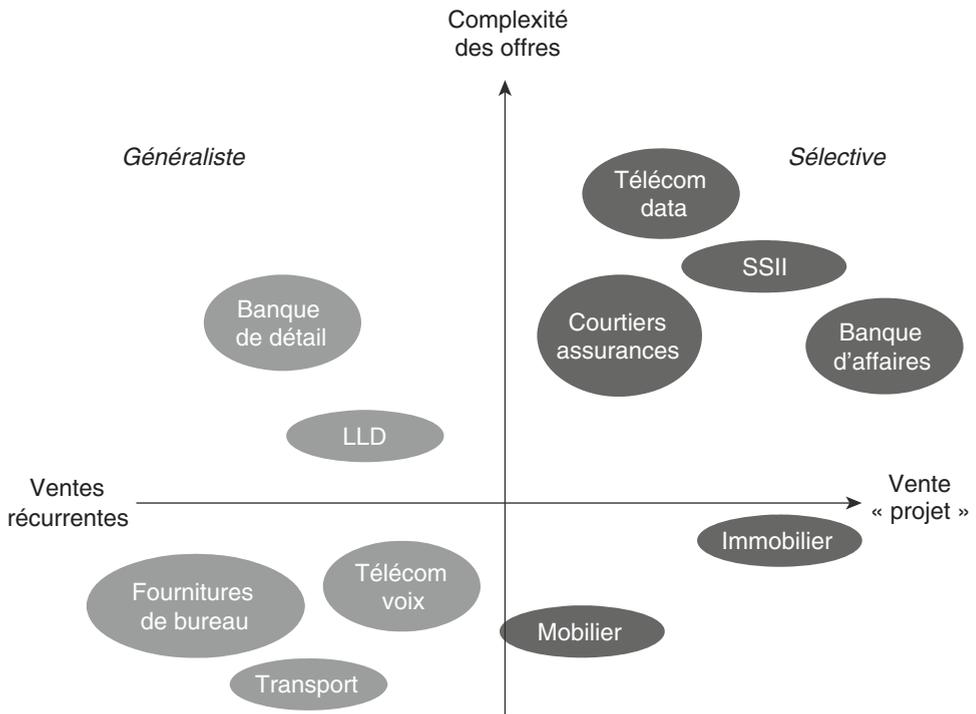 Complexité
des offres
Généraliste
Sélective
Télécom
data
SSII
Banque
de détail
Courtiers
assurances
Banque
d'affaires
LLD
Ventes
récurrentes
Vente
« projet »
Immobilier
Fournitures
de bureau
Télécom
voix
Mobilier
Transport